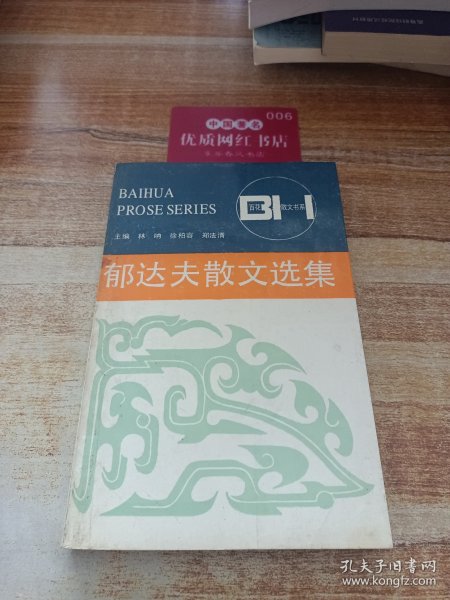 006
中国著名
优质网红书店
BAIHUA
PROSE SERIES
BH
百花
散文书系
主编 林呐 徐柏容 郑法清
郁达夫散文选集
孔夫子旧书网
www.kongfz.com